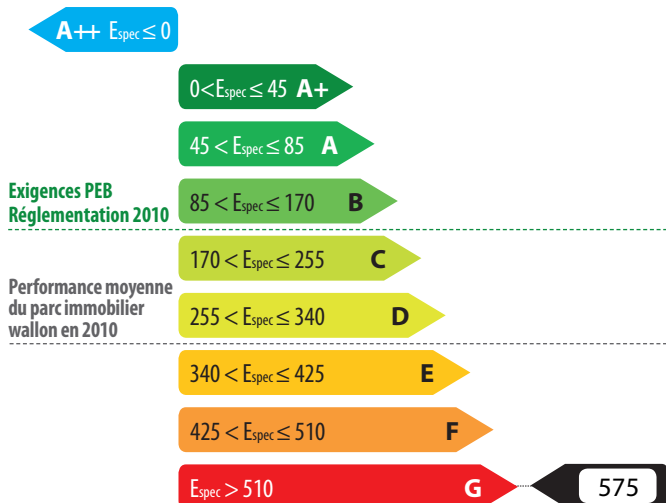 A++ Espec ≤ 0
0<Espec ≤ 45 A+
45 < Espec ≤ 85 A
Exigences PEB
Réglementation 2010
85 < Espec ≤ 170 B
170 < Espec ≤ 255 C
Performance moyenne
du parc immobilier
wallon en 2010
255 < Espec ≤ 340 D
340 < Espec ≤ 425 E
425 < Espec ≤ 510 F
Espec > 510 G
575